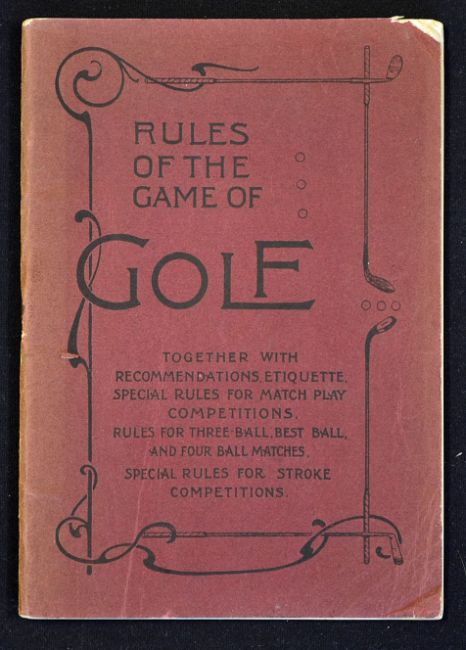 RULES
OF THE
GAME OF
GOLF
TOGETHER WITH
RECOMMENDATIONS, ETIQUETTE,
SPECIAL RULES FOR MATCH PLAY
COMPETITIONS.
RULES FOR THREE-BALL, BEST BALL,
AND FOUR BALL MATCHES.
SPECIAL RULES FOR STROKE
COMPETITIONS.